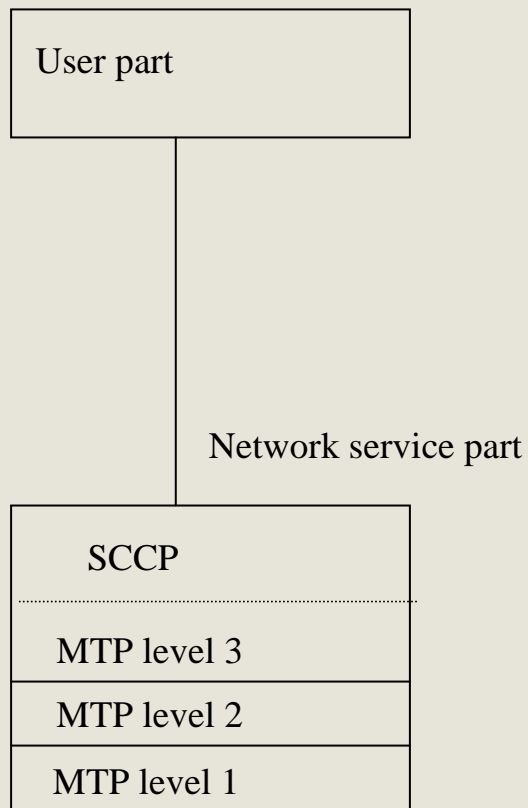 User part
Network service part
SCCP
MTP level 3
MTP level 2
MTP level 1